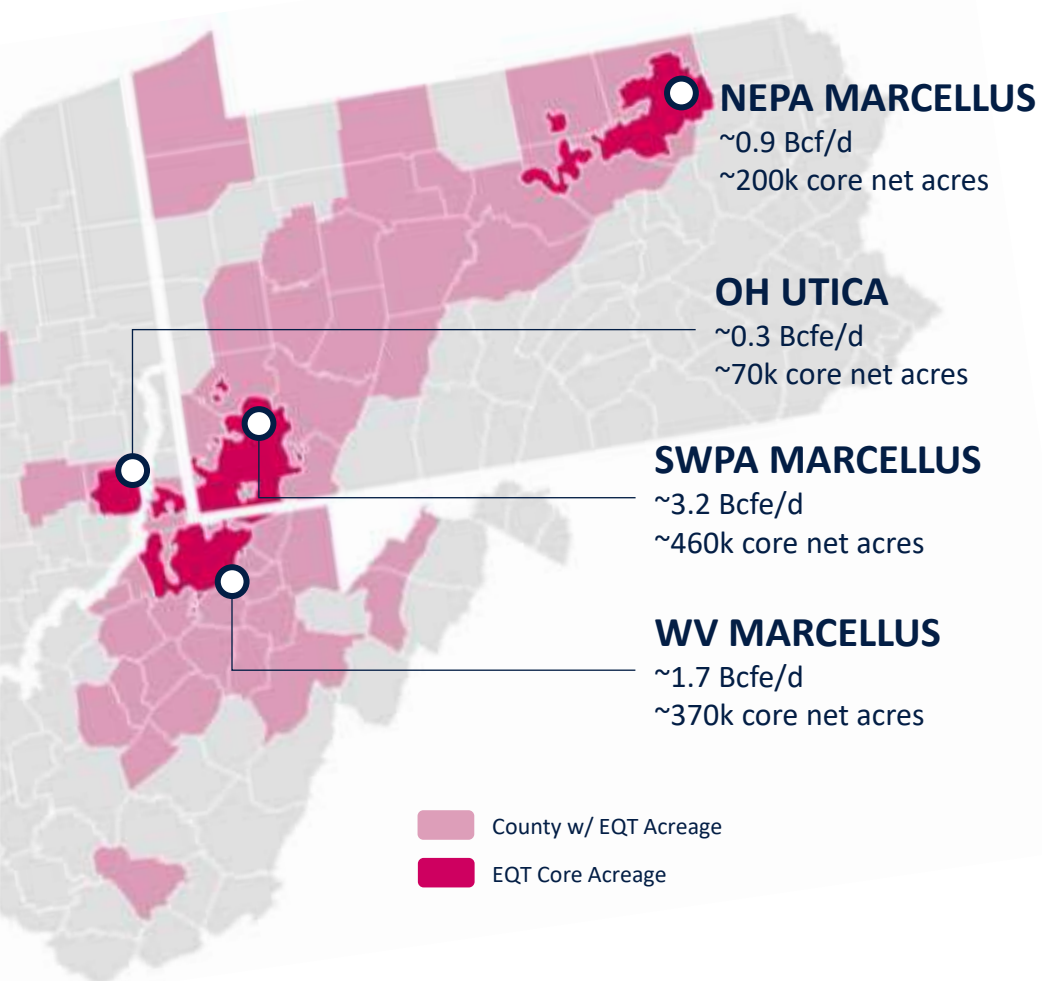 NEPA MARCELLUS
~0.9 Bcf/d
~200k core net acres
OH UTICA
~0.3 Bcfe/d
~70k core net acres
SWPA MARCELLUS
~3.2 Bcfe/d
~460k core net acres
WV MARCELLUS
~1.7 Bcfe/d
~370k core net acres
County w/ EQT Acreage
EQT Core Acreage